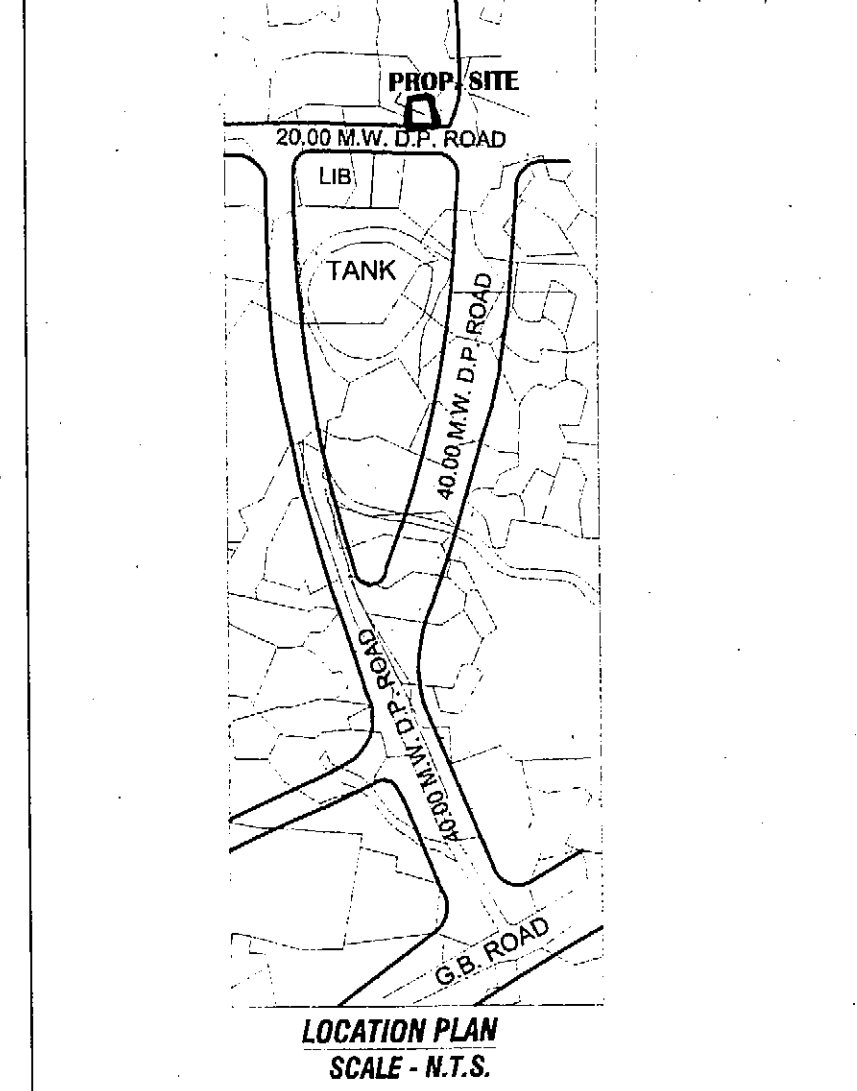 PROP. SITE
20.00 M.W. D.P. ROAD
LIB
TANK
40.00 M.W. D.P. ROAD
40.00 M.W. D.P. ROAD
G.B. ROAD
LOCATION PLAN
SCALE - N.T.S.